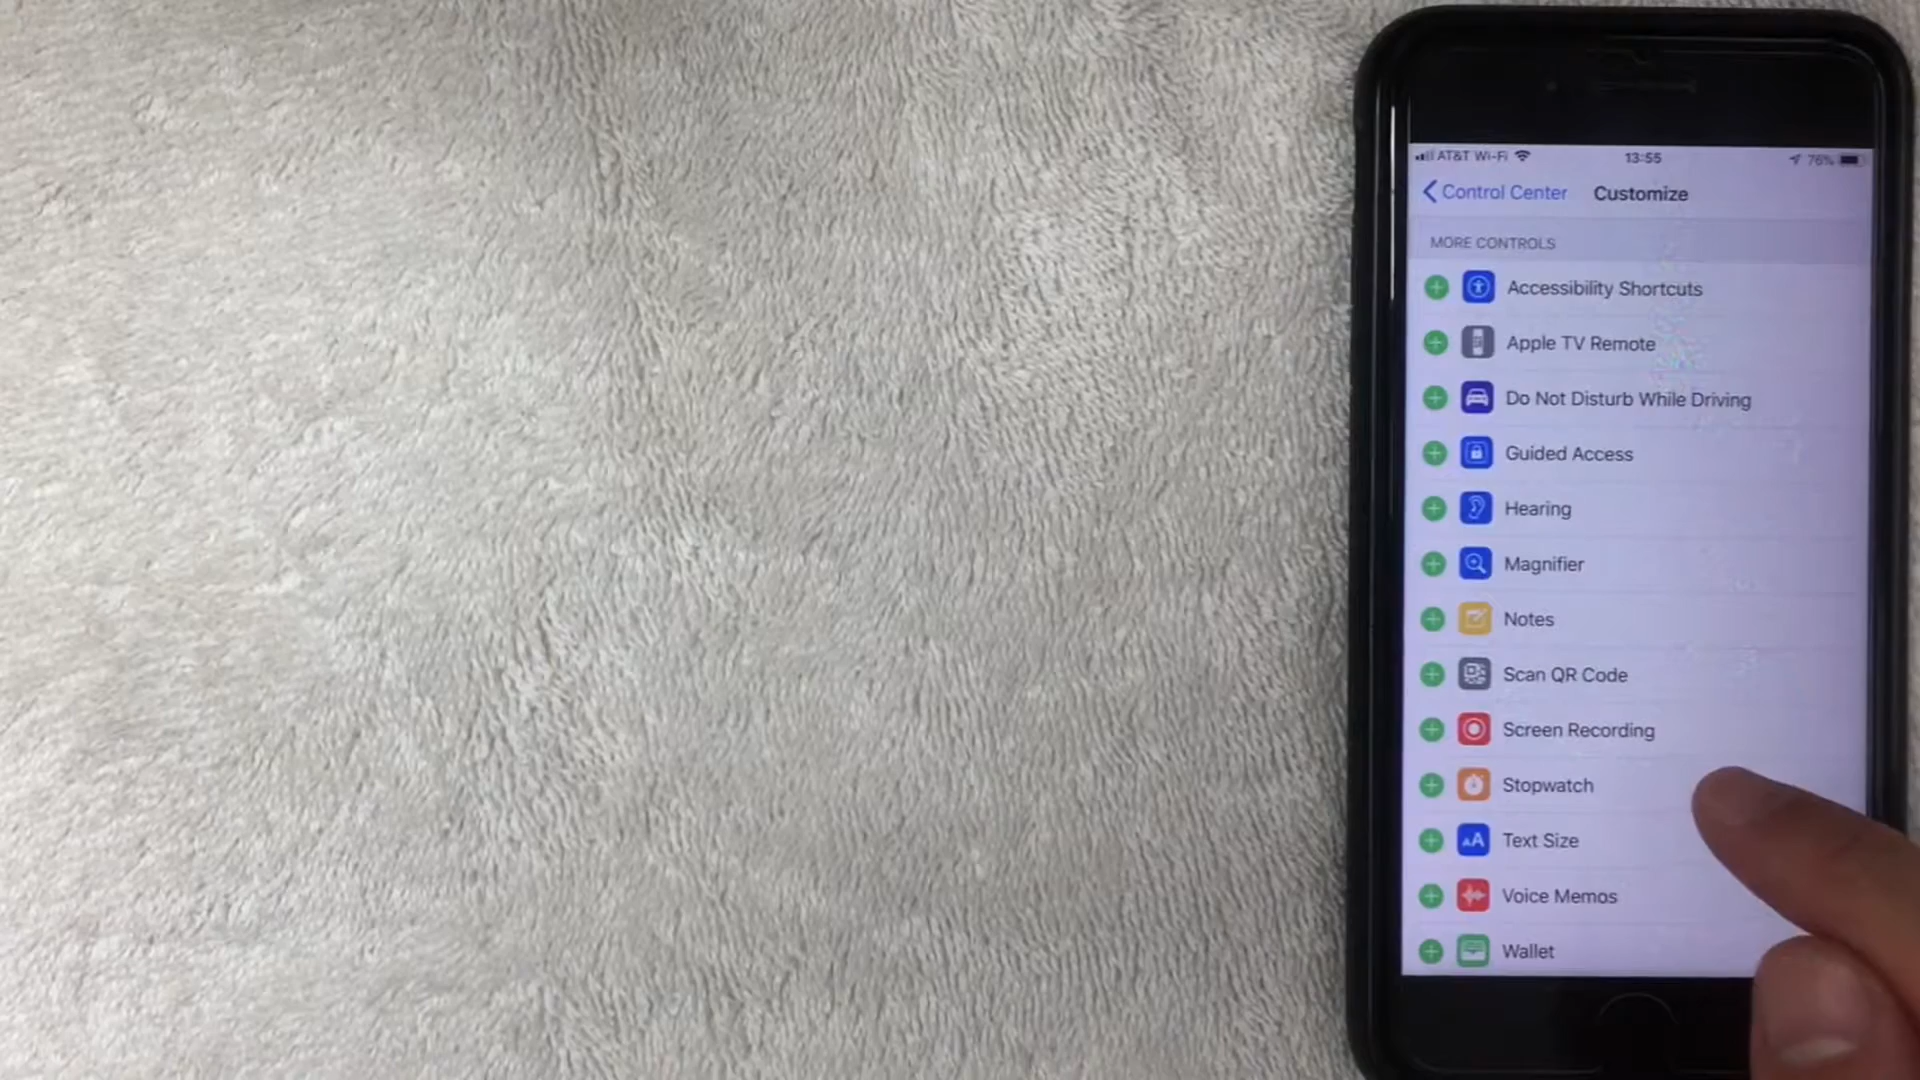 AT&T Wi-Fi 13:55 76%
Control Center Customize
MORE CONTROLS
Accessibility Shortcuts
Apple TV Remote
Do Not Disturb While Driving
Guided Access
Hearing
Magnifier
Notes
Scan QR Code
Screen Recording
Stopwatch
AA Text Size
Voice Memos
Wallet